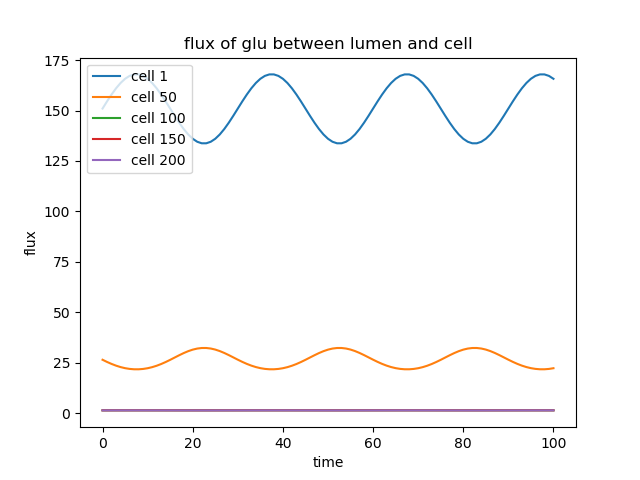 flux of glu between lumen and cell
cell 1
cell 50
cell 100
cell 150
cell 200
175
150
125
100
75
50
25
0
flux
0 20 40 60 80 100
time